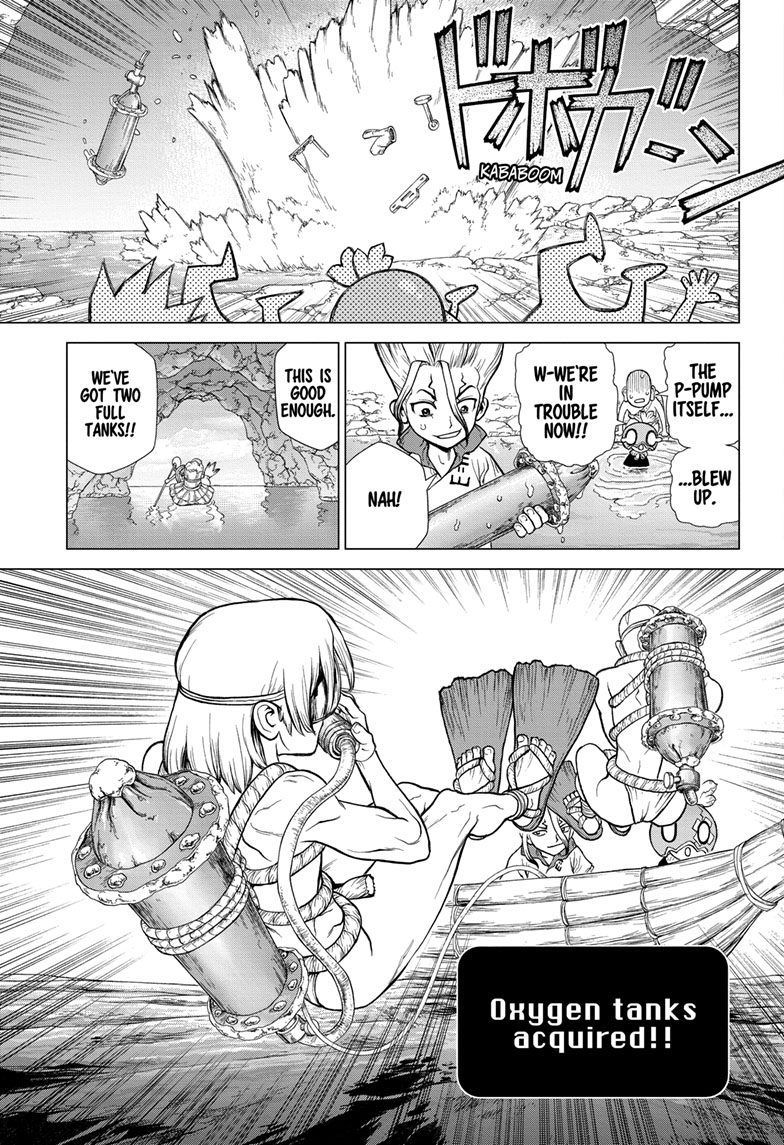 ドボガーン
KABABOOM
THE
P-PUMP
ITSELF...
...BLEW
UP.
W-WE'RE
IN
TROUBLE
NOW!!
NAH!
E=m
THIS IS
GOOD
ENOUGH.
WE'VE
GOT TWO
FULL
TANKS!!
Oxygen tanks
acquired!!